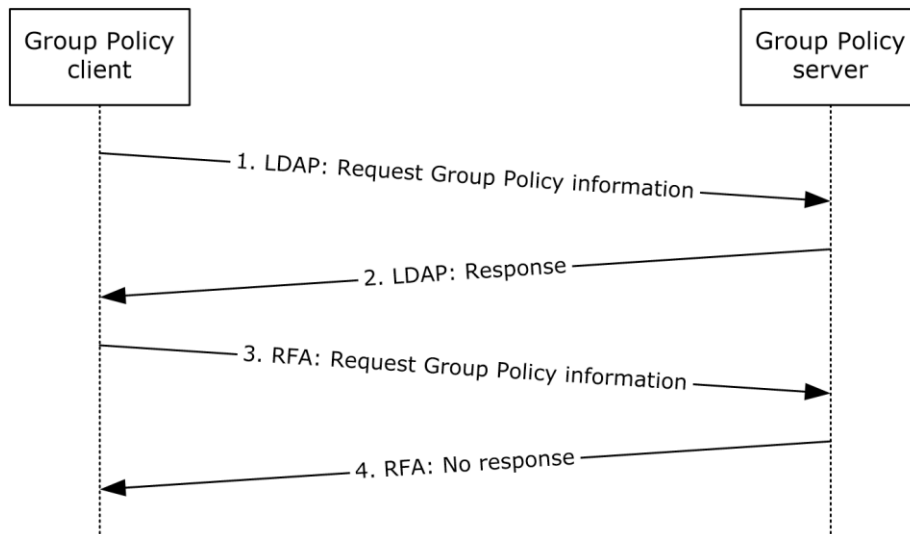 Group Policy
client
Group Policy
server
1. LDAP: Request Group Policy information
2. LDAP: Response
3. RFA: Request Group Policy information
4. RFA: No response